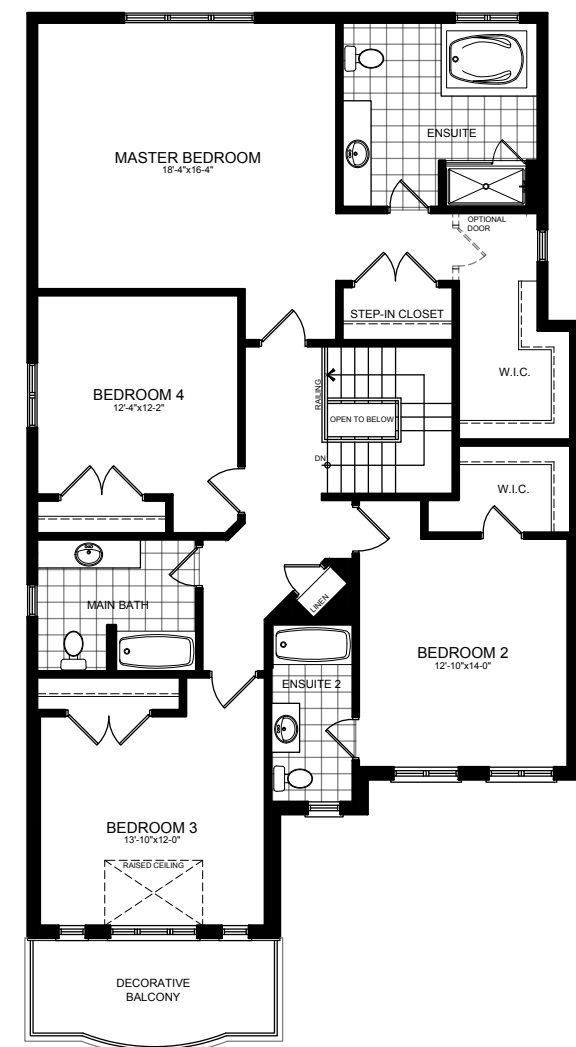 MASTER BEDROOM
18'-4"x16-4"
ENSUITE
OPTIONAL
DOOR
STEP-IN CLOSET
W.I.C.
BEDROOM 4
12'-4"x12-2"
RAILING
OPEN TO BELOW
DN
W.I.C.
MAIN BATH
LINEN
BEDROOM 2
12'-10"x14-0"
ENSUITE 2
BEDROOM 3
13'-10"x12-0"
RAISED CEILING
DECORATIVE
BALCONY